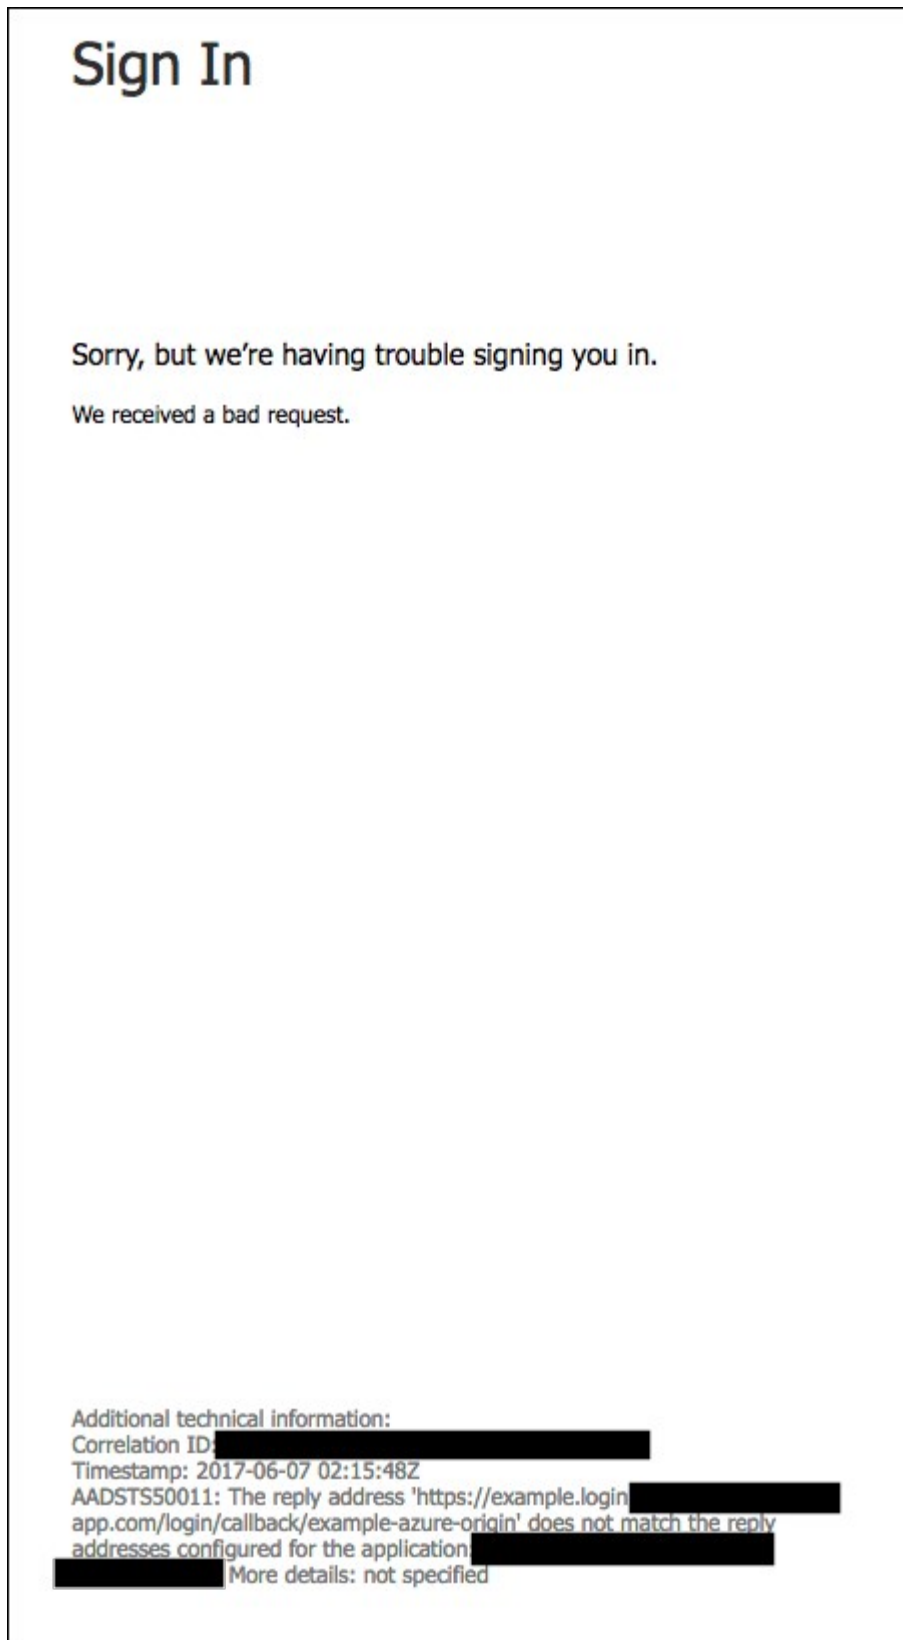 Sign In
Sorry, but we’re having trouble signing you in.
We received a bad request.
Additional technical information:
Correlation ID:
Timestamp: 2017-06-07 02:15:48Z
AADSTS50011: The reply address 'https://example.login
app.com/login/callback/example-azure-origin' does not match the reply
addresses configured for the application:
More details: not specified